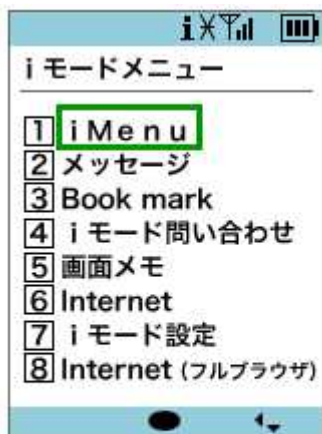 iモードメニュー
1 iMenu
2 メッセージ
3 Book mark
4 iモード問い合わせ
5 画面メモ
6 Internet
7 iモード設定
8 Internet (フルブラウザ)